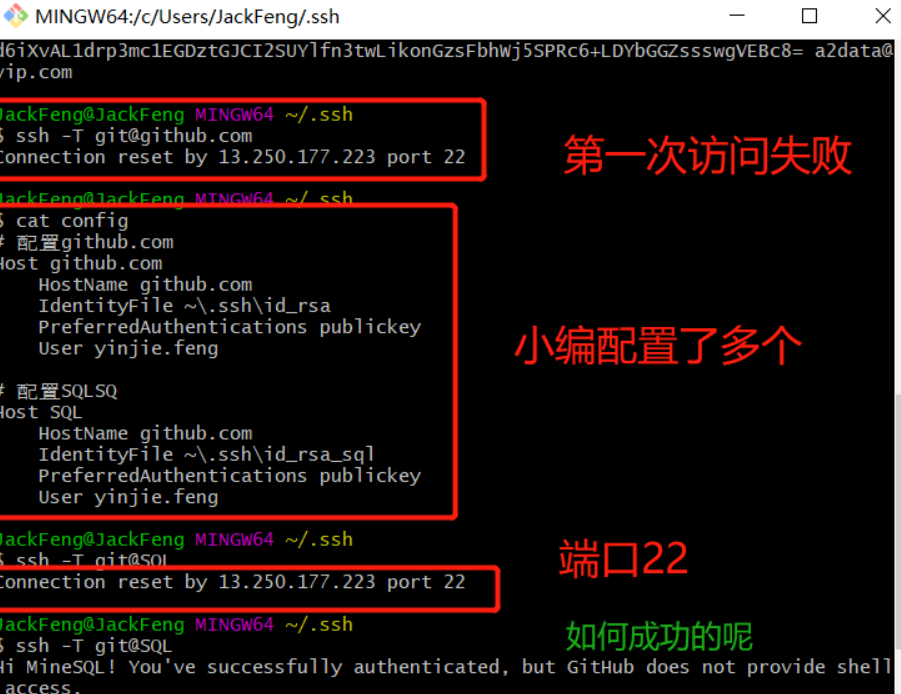 MINGW64:/c/Users/JackFeng/.ssh
d6iXvAL1drp3mc1EGDztGJCI2SUYlfn3twLikonGzsFbhWj5SPRc6+LDYbGGZssswgVEBc8= a2data@
vip.com
JackFeng@JackFeng MINGW64 ~/.ssh
$ ssh -T git@github.com
Connection reset by 13.250.177.223 port 22
第一次访问失败
JackFeng@JackFeng MINGW64 ~/.ssh
$ cat config
# 配置github.com
Host github.com
HostName github.com
IdentityFile ~\.ssh\id_rsa
PreferredAuthentications publickey
User yinjie.feng
小编配置了多个
# 配置SQLSQ
Host SQL
HostName github.com
IdentityFile ~\.ssh\id_rsa_sql
PreferredAuthentications publickey
User yinjie.feng
JackFeng@JackFeng MINGW64 ~/.ssh
$ ssh -T git@SQL
Connection reset by 13.250.177.223 port 22
端口22
JackFeng@JackFeng MINGW64 ~/.ssh
$ ssh -T git@SQL
如何成功的呢
Hi MineSQL! You've successfully authenticated, but GitHub does not provide shell
access.